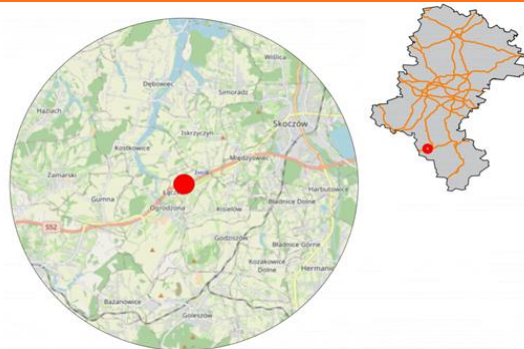 Wiślica
Dębowiec
Simoradz
Hażlach
Iskrzyczyn
Skoczów
Kostkowice
Międzyświeć
Zamarski
Gumna
Harbutowice
Ogrodzona
Kisielów
Bładnice Dolne
S52
Godziszów
Bładnice Górne
Kozakowice
Dolne
Hermanice
Bażanowice
Goleszów